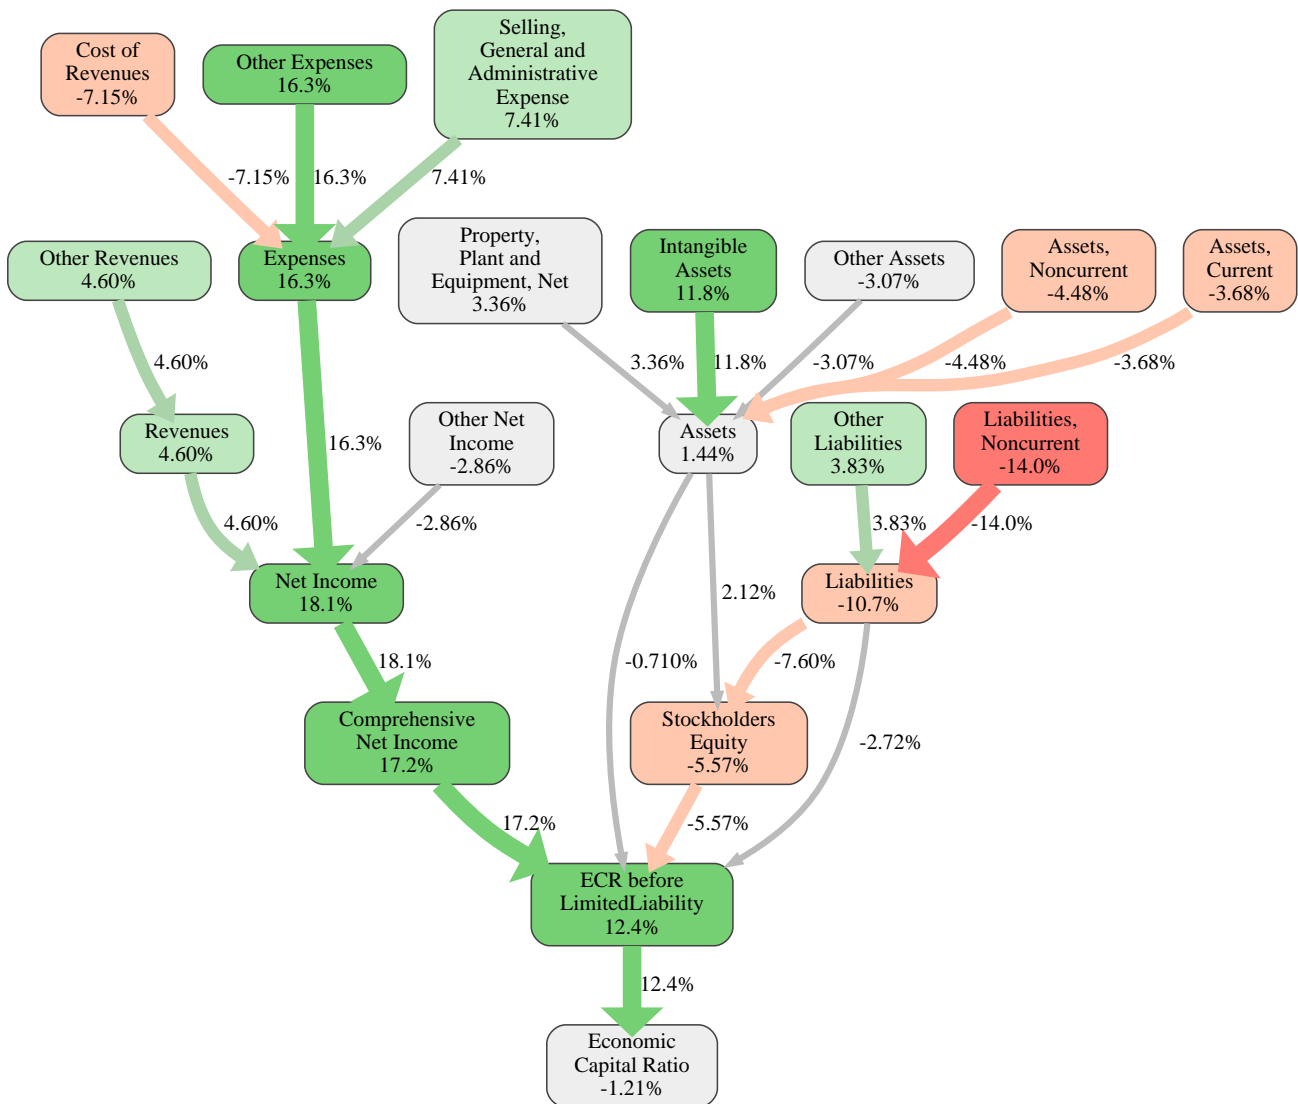 Cost of
Revenues
-7.15%
Other Expenses
16.3%
Selling,
General and
Administrative
Expense
7.41%
-7.15%
16.3%
7.41%
Other Revenues
4.60%
Expenses
16.3%
Property,
Plant and
Equipment, Net
3.36%
Intangible
Assets
11.8%
Other Assets
-3.07%
Assets,
Noncurrent
-4.48%
Assets,
Current
-3.68%
4.60%
3.36%
11.8%
-3.07%
-4.48%
-3.68%
Revenues
4.60%
16.3%
Other Net
Income
-2.86%
Assets
1.44%
Other
Liabilities
3.83%
Liabilities,
Noncurrent
-14.0%
4.60%
-2.86%
3.83%
-14.0%
Net Income
18.1%
2.12%
Liabilities
-10.7%
18.1%
-0.710%
-7.60%
Comprehensive
Net Income
17.2%
Stockholders
Equity
-5.57%
-2.72%
17.2%
-5.57%
ECR before
LimitedLiability
12.4%
12.4%
Economic
Capital Ratio
-1.21%